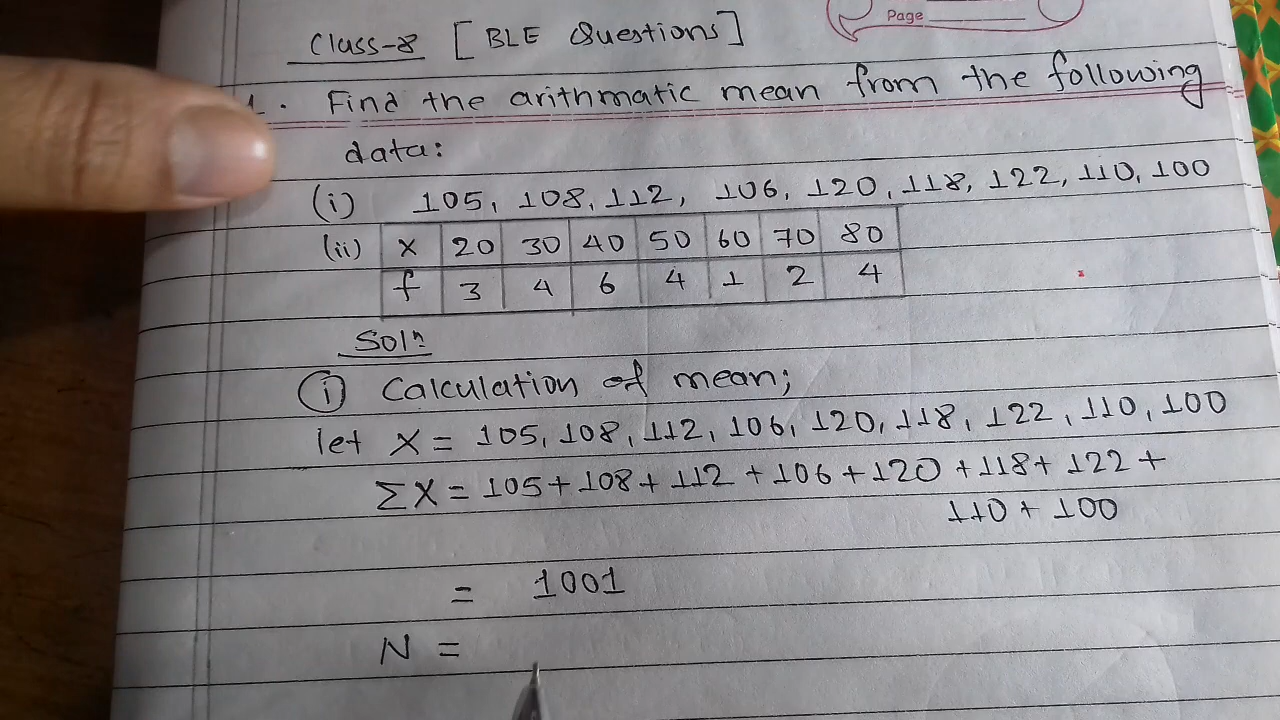 Page
Class-8 [BLE Questions]
1. Find the arithmatic mean from the following
data:
(i) 105, 108, 112, 106, 120, 118, 122, 110, 100
(ii) x 20 30 40 50 60 70 80
f 3 4 6 4 1 2 4
Solⁿ
(i) Calculation of mean;
let X = 105, 108, 112, 106, 120, 118, 122, 110, 100
ΣX = 105 + 108 + 112 + 106 + 120 + 118 + 122 +
110 + 100
= 1001
N =